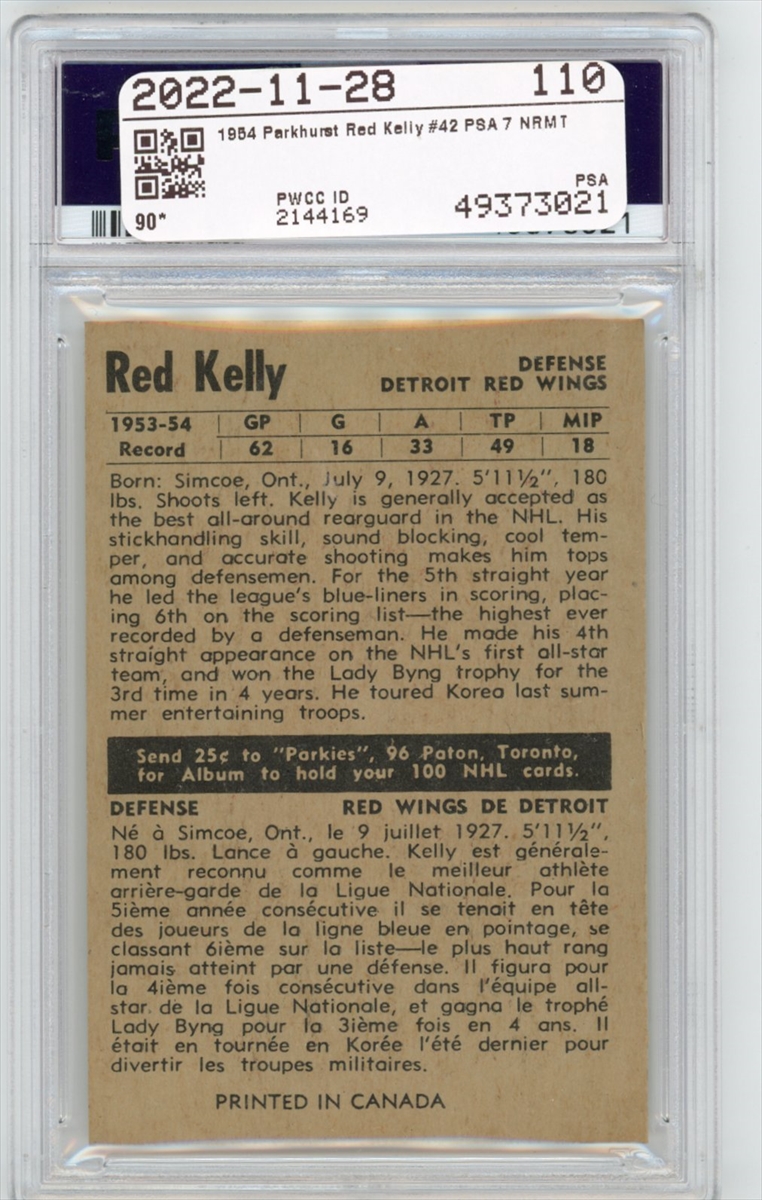 2022-11-28 110
1954 Parkhurst Red Kelly #42 PSA 7 NRMT
PWCC ID PSA
90* 2144169 49373021
Red Kelly
DEFENSE
DETROIT RED WINGS
1953-54 | GP | G | A | TP | MIP
Record | 62 | 16 | 33 | 49 | 18
Born: Simcoe, Ont., July 9, 1927. 5'11½", 180
lbs. Shoots left. Kelly is generally accepted as
the best all-around rearguard in the NHL. His
stickhandling skill, sound blocking, cool tem-
per, and accurate shooting makes him tops
among defensemen. For the 5th straight year
he led the league's blue-liners in scoring, plac-
ing 6th on the scoring list—the highest ever
recorded by a defenseman. He made his 4th
straight appearance on the NHL's first all-star
team, and won the Lady Byng trophy for the
3rd time in 4 years. He toured Korea last sum-
mer entertaining troops.
Send 25¢ to "Parkies", 96 Paton, Toronto,
for Album to hold your 100 NHL cards.
DEFENSE RED WINGS DE DETROIT
Né à Simcoe, Ont., le 9 juillet 1927. 5'11½",
180 lbs. Lance à gauche. Kelly est générale-
ment reconnu comme le meilleur athlète
arrière-garde de la Ligue Nationale. Pour la
5ième année consécutive il se tenait en tête
des joueurs de la ligne bleue en pointage, se
classant 6ième sur la liste—le plus haut rang
jamais atteint par une défense. Il figura pour
la 4ième fois consécutive dans l'équipe all-
star de la Ligue Nationale, et gagna le trophé
Lady Byng pour la 3ième fois en 4 ans. Il
était en tournée en Korée l'été dernier pour
divertir les troupes militaires.
PRINTED IN CANADA